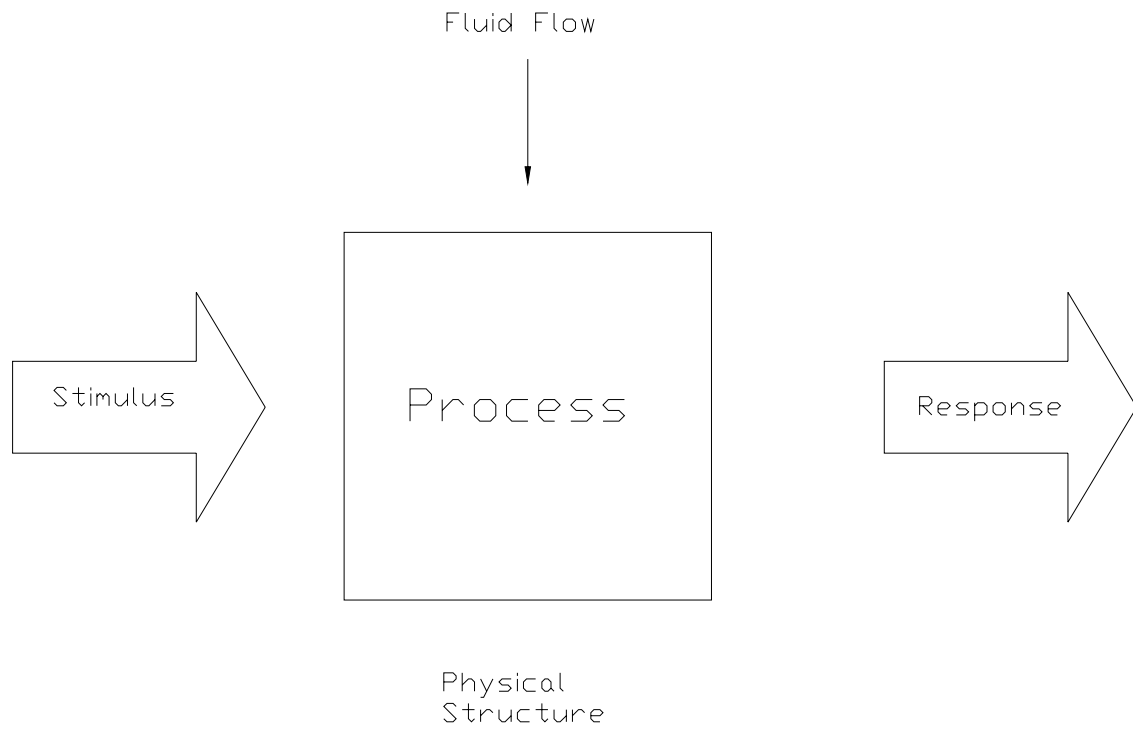 Fluid Flow
Stimulus
Process
Response
Physical
Structure